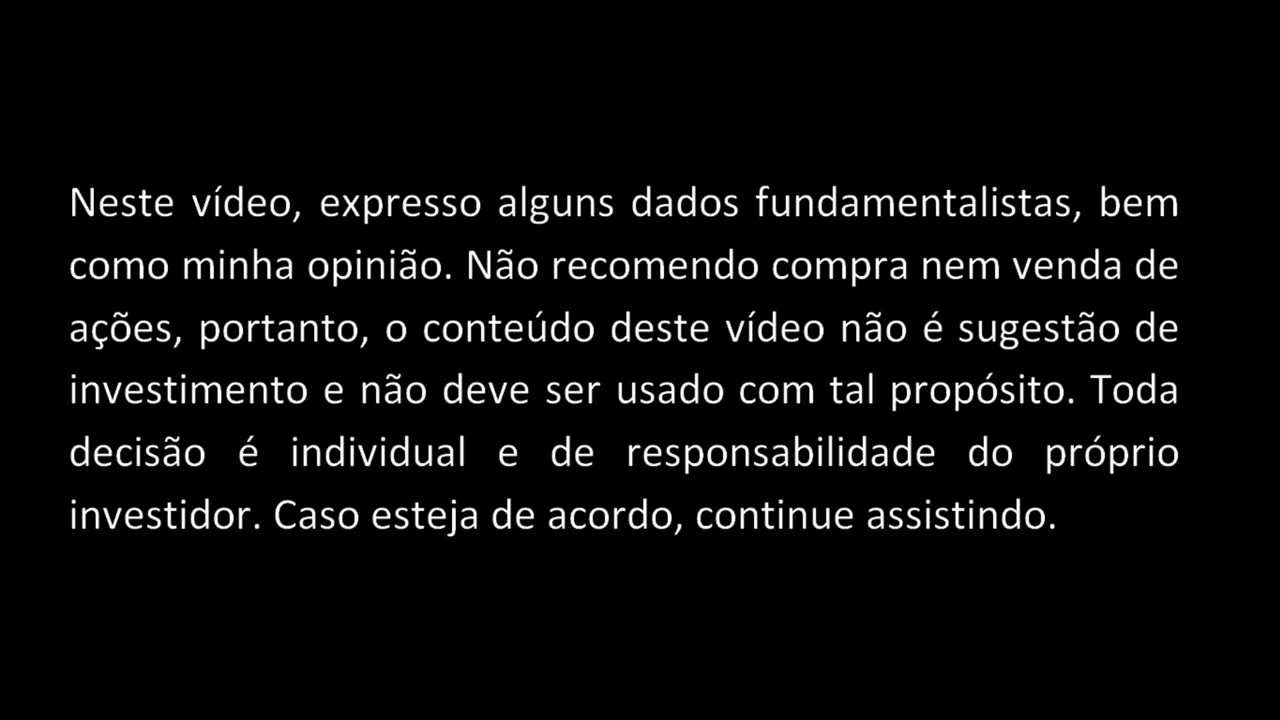 Neste vídeo, expresso alguns dados fundamentalistas, bem
como minha opinião. Não recomendo compra nem venda de
ações, portanto, o conteúdo deste vídeo não é sugestão de
investimento e não deve ser usado com tal propósito. Toda
decisão é individual e de responsabilidade do próprio
investidor. Caso esteja de acordo, continue assistindo.